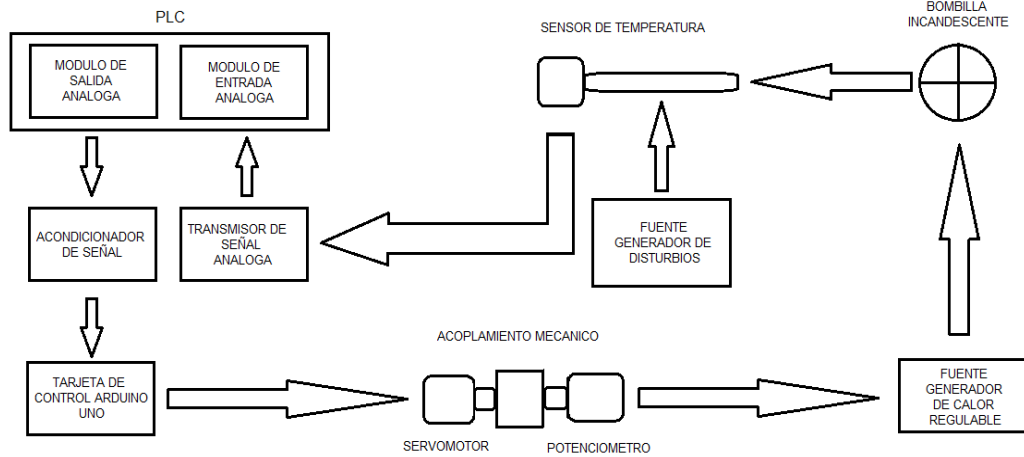 PLC
MODULO DE
SALIDA
ANALOGA
MODULO DE
ENTRADA
ANALOGA
SENSOR DE TEMPERATURA
BOMBILLA
INCANDESCENTE
ACONDICIONADOR
DE SEÑAL
TRANSMISOR DE
SEÑAL
ANALOGA
FUENTE
GENERADOR DE
DISTURBIOS
ACOPLAMIENTO MECANICO
TARJETA DE
CONTROL ARDUINO
UNO
SERVOMOTOR
POTENCIOMETRO
FUENTE
GENERADOR
DE CALOR
REGULABLE